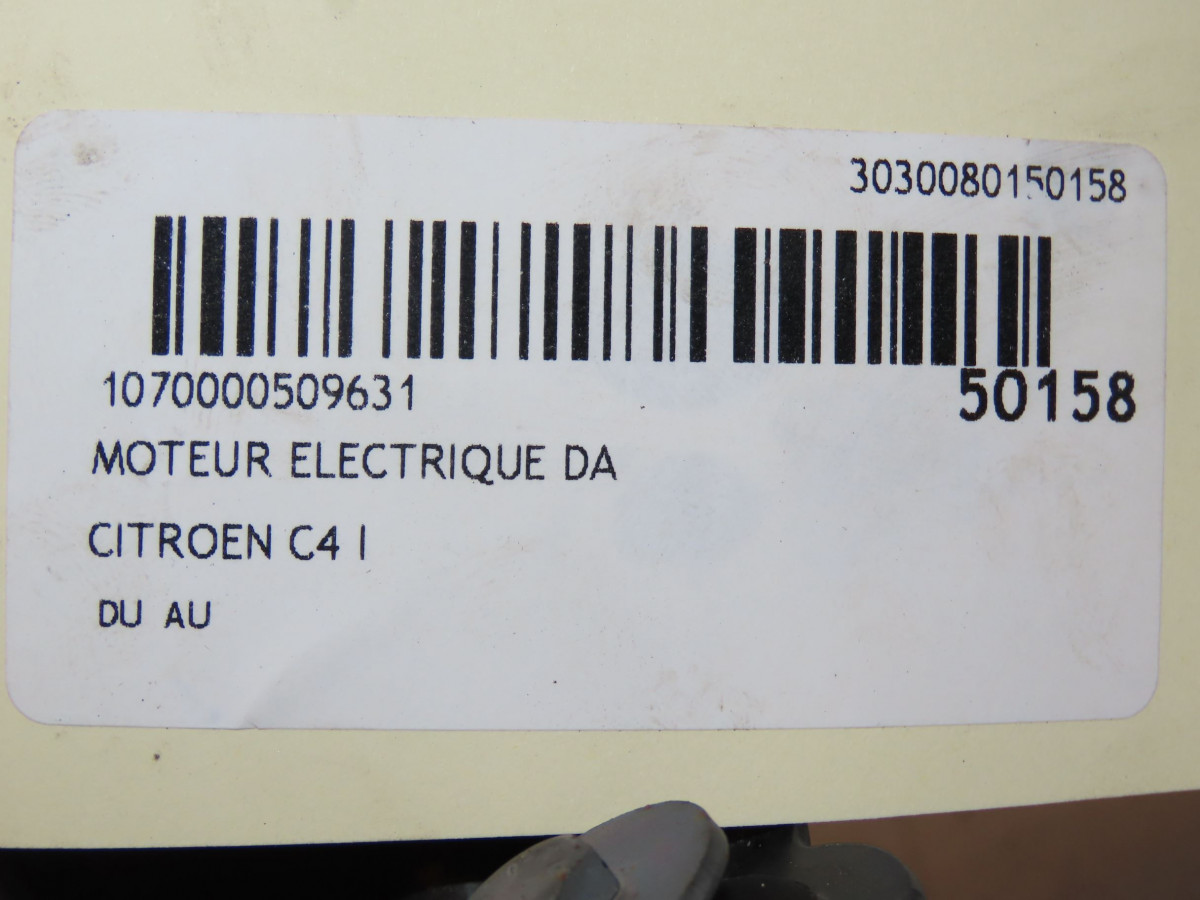 3030080150158
1070000509631
50158
MOTEUR ELECTRIQUE DA
CITROEN C4 I
DU AU